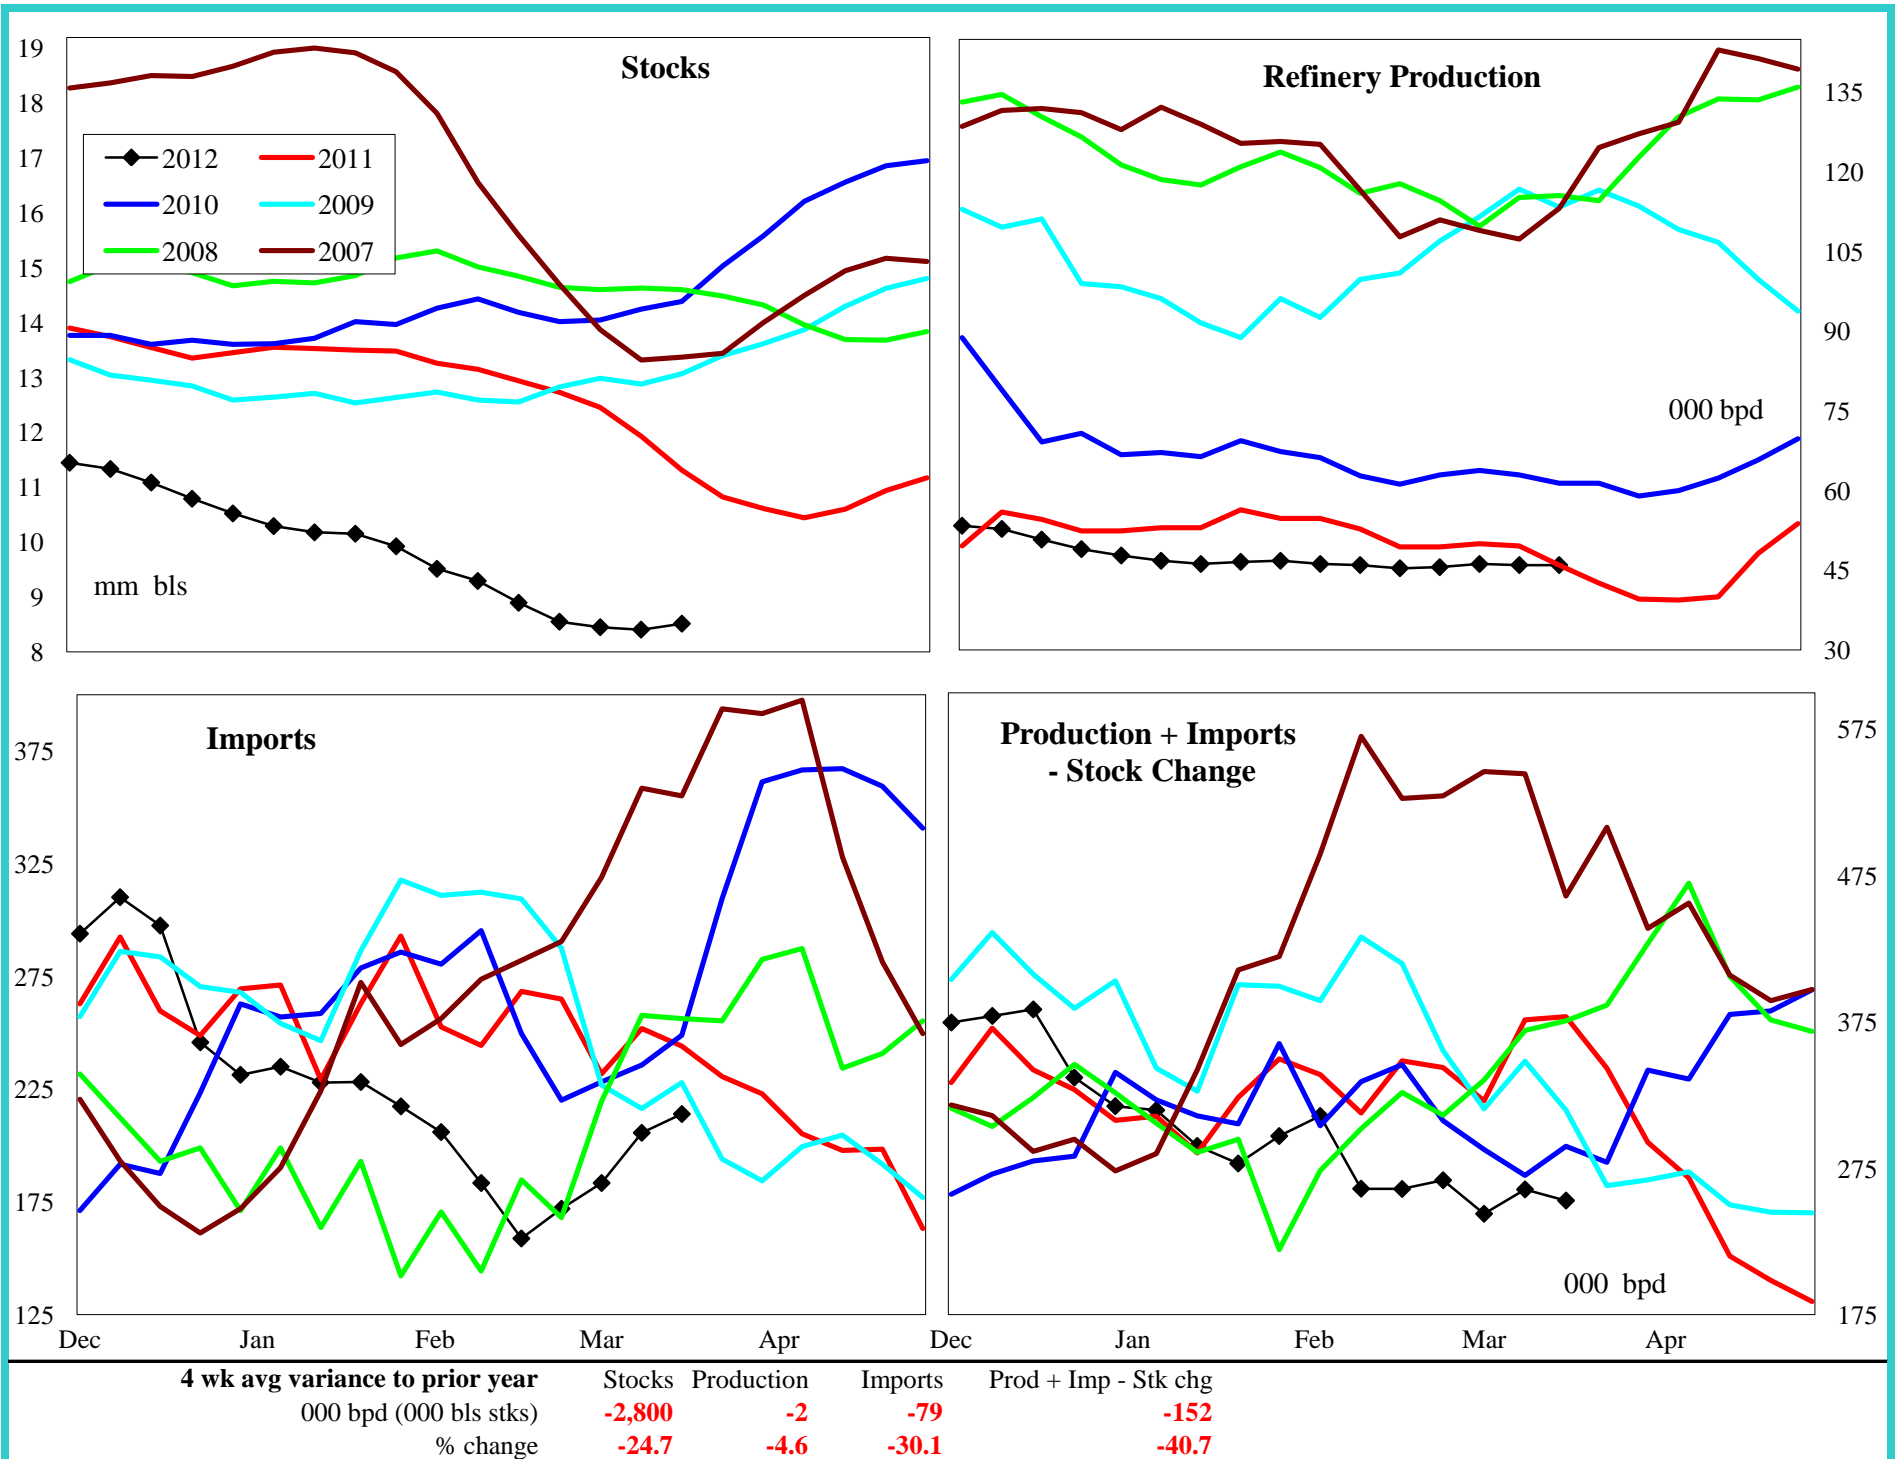 Stocks
19
18
17
16
15
14
13
12
11
10
9
8
2012 2011
2010 2009
2008 2007
mm bls
Refinery Production
135
120
105
90
75
60
45
30
000 bpd
Imports
375
325
275
225
175
125
Dec Jan Feb Mar Apr
Production + Imports
- Stock Change
575
475
375
275
175
000 bpd
Dec Jan Feb Mar Apr
4 wk avg variance to prior year Stocks Production Imports Prod + Imp - Stk chg
000 bpd (000 bls stks) -2,800 -2 -79 -152
% change -24.7 -4.6 -30.1 -40.7